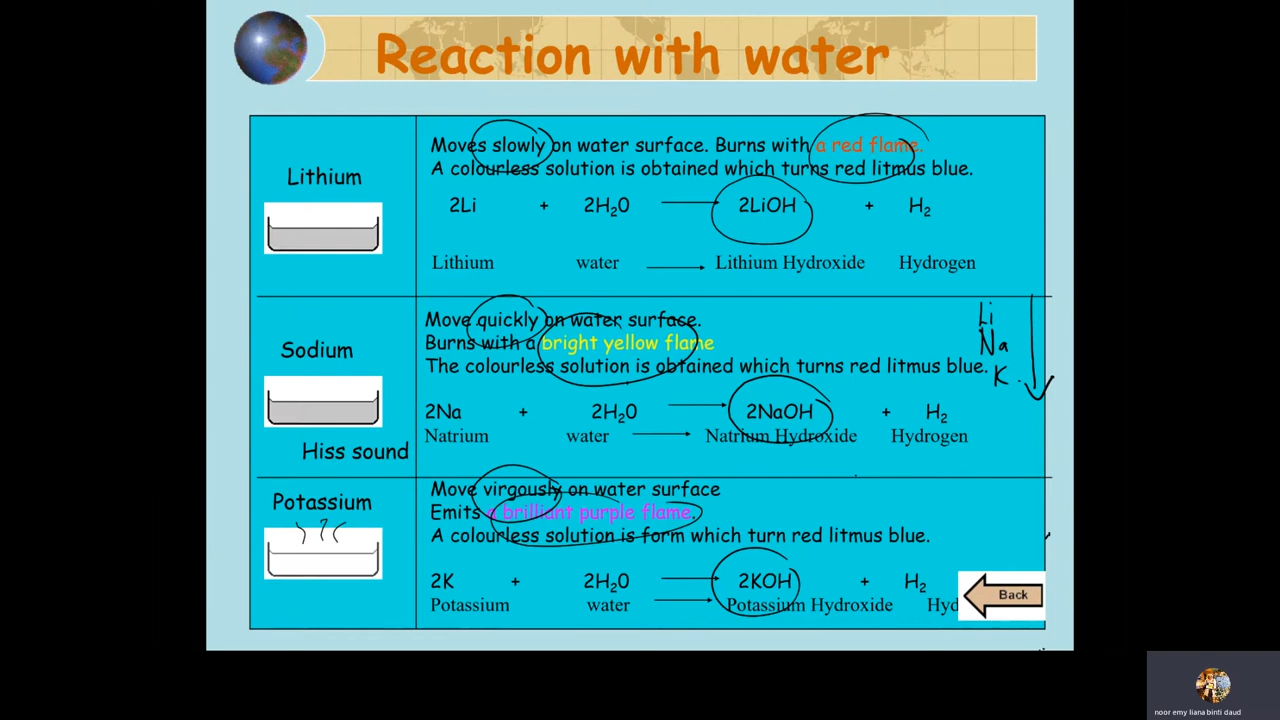 Reaction with water
Lithium
Moves slowly on water surface. Burns with a red flame.
A colourless solution is obtained which turns red litmus blue.
2Li + 2H₂O → 2LiOH + H₂
Lithium water → Lithium Hydroxide Hydrogen
Sodium
Hiss sound
Move quickly on water surface.
Burns with a bright yellow flame
The colourless solution is obtained which turns red litmus blue.
2Na + 2H₂O → 2NaOH + H₂
Natrium water → Natrium Hydroxide Hydrogen
Li
Na
K
Potassium
Move virgously on water surface
Emits a brilliant purple flame.
A colourless solution is form which turn red litmus blue.
2K + 2H₂O → 2KOH + H₂
Potassium water → Potassium Hydroxide Hyd
Back
noor emy liana binti daud